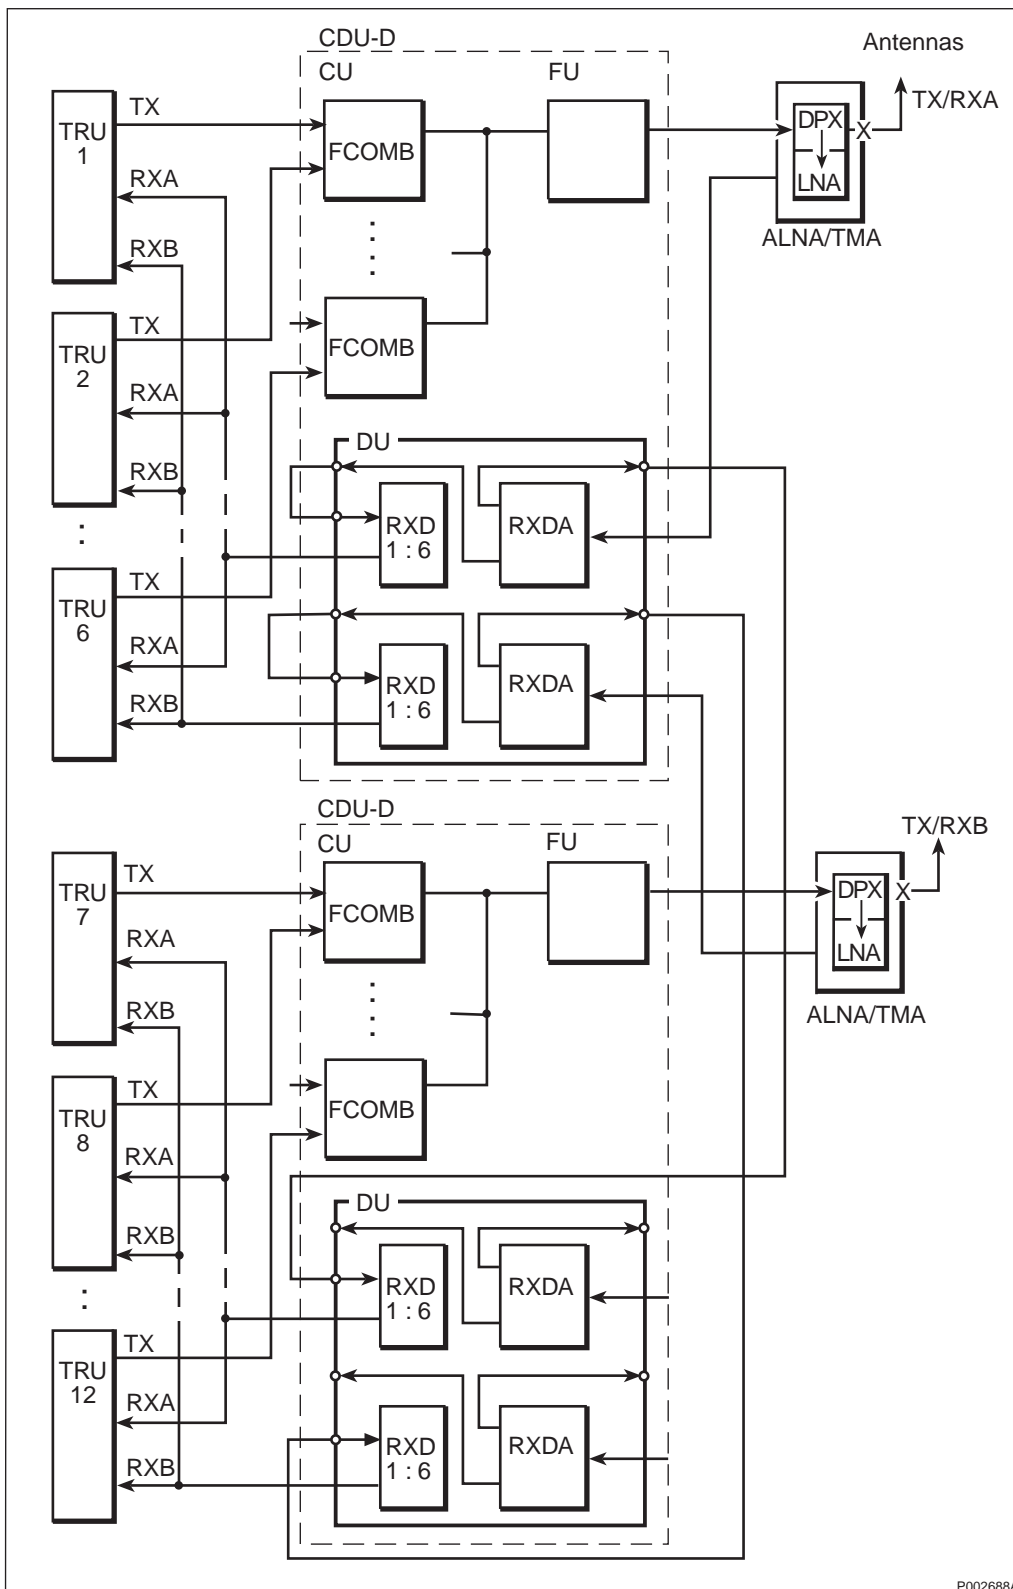 CDU-D
Antennas
CU
FU
TX/RXA
TRU
1
TX
RXA
RXB
FCOMB
DPX
X
LNA
ALNA/TMA
TRU
2
TX
RXA
RXB
FCOMB
:
DU
RXD
1 : 6
RXDA
TRU
6
TX
RXA
RXB
RXD
1 : 6
RXDA
CDU-D
CU
FU
TX/RXB
TRU
7
TX
RXA
RXB
FCOMB
DPX
X
LNA
ALNA/TMA
TRU
8
TX
RXA
RXB
FCOMB
:
DU
RXD
1 : 6
RXDA
TRU
12
TX
RXA
RXB
RXD
1 : 6
RXDA